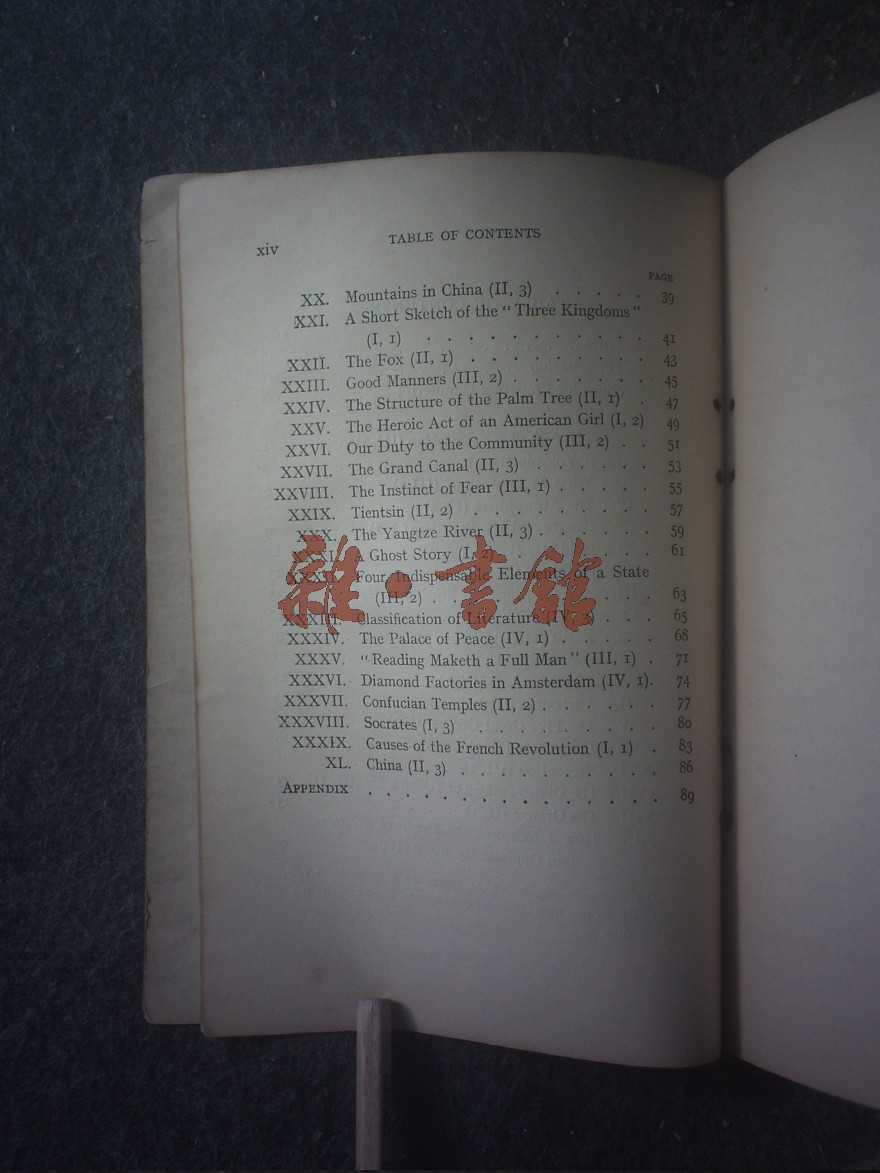 xiv
TABLE OF CONTENTS
PAGE
XX. Mountains in China (II, 3) . . . . . 39
XXI. A Short Sketch of the "Three Kingdoms"
(I, 1) . . . . . . . . . . . . 41
XXII. The Fox (II, 1) . . . . . . . . . 43
XXIII. Good Manners (III, 2) . . . . . . . 45
XXIV. The Structure of the Palm Tree (II, 1) . 47
XXV. The Heroic Act of an American Girl (I, 2) 49
XXVI. Our Duty to the Community (III, 2) . . 51
XXVII. The Grand Canal (II, 3) . . . . . . 53
XXVIII. The Instinct of Fear (III, 1) . . . . . 55
XXIX. Tientsin (II, 2) . . . . . . . . . 57
XXX. The Yangtze River (II, 3) . . . . . . 59
XXXI. A Ghost Story (I, 2) . . . . . . . . 61
XXXII. Four Indispensable Elements of a State
(III, 2) . . . . . . . . . . . 63
XXXIII. Classification of Literature (IV, 3) . . . 65
XXXIV. The Palace of Peace (IV, 1) . . . . . 68
XXXV. "Reading Maketh a Full Man" (III, 1) . 71
XXXVI. Diamond Factories in Amsterdam (IV, 1). 74
XXXVII. Confucian Temples (II, 2) . . . . . . 77
XXXVIII. Socrates (I, 3) . . . . . . . . . 80
XXXIX. Causes of the French Revolution (I, 1) . 83
XL. China (II, 3) . . . . . . . . . . 86
APPENDIX . . . . . . . . . . . . . . . . 89
雜·書館